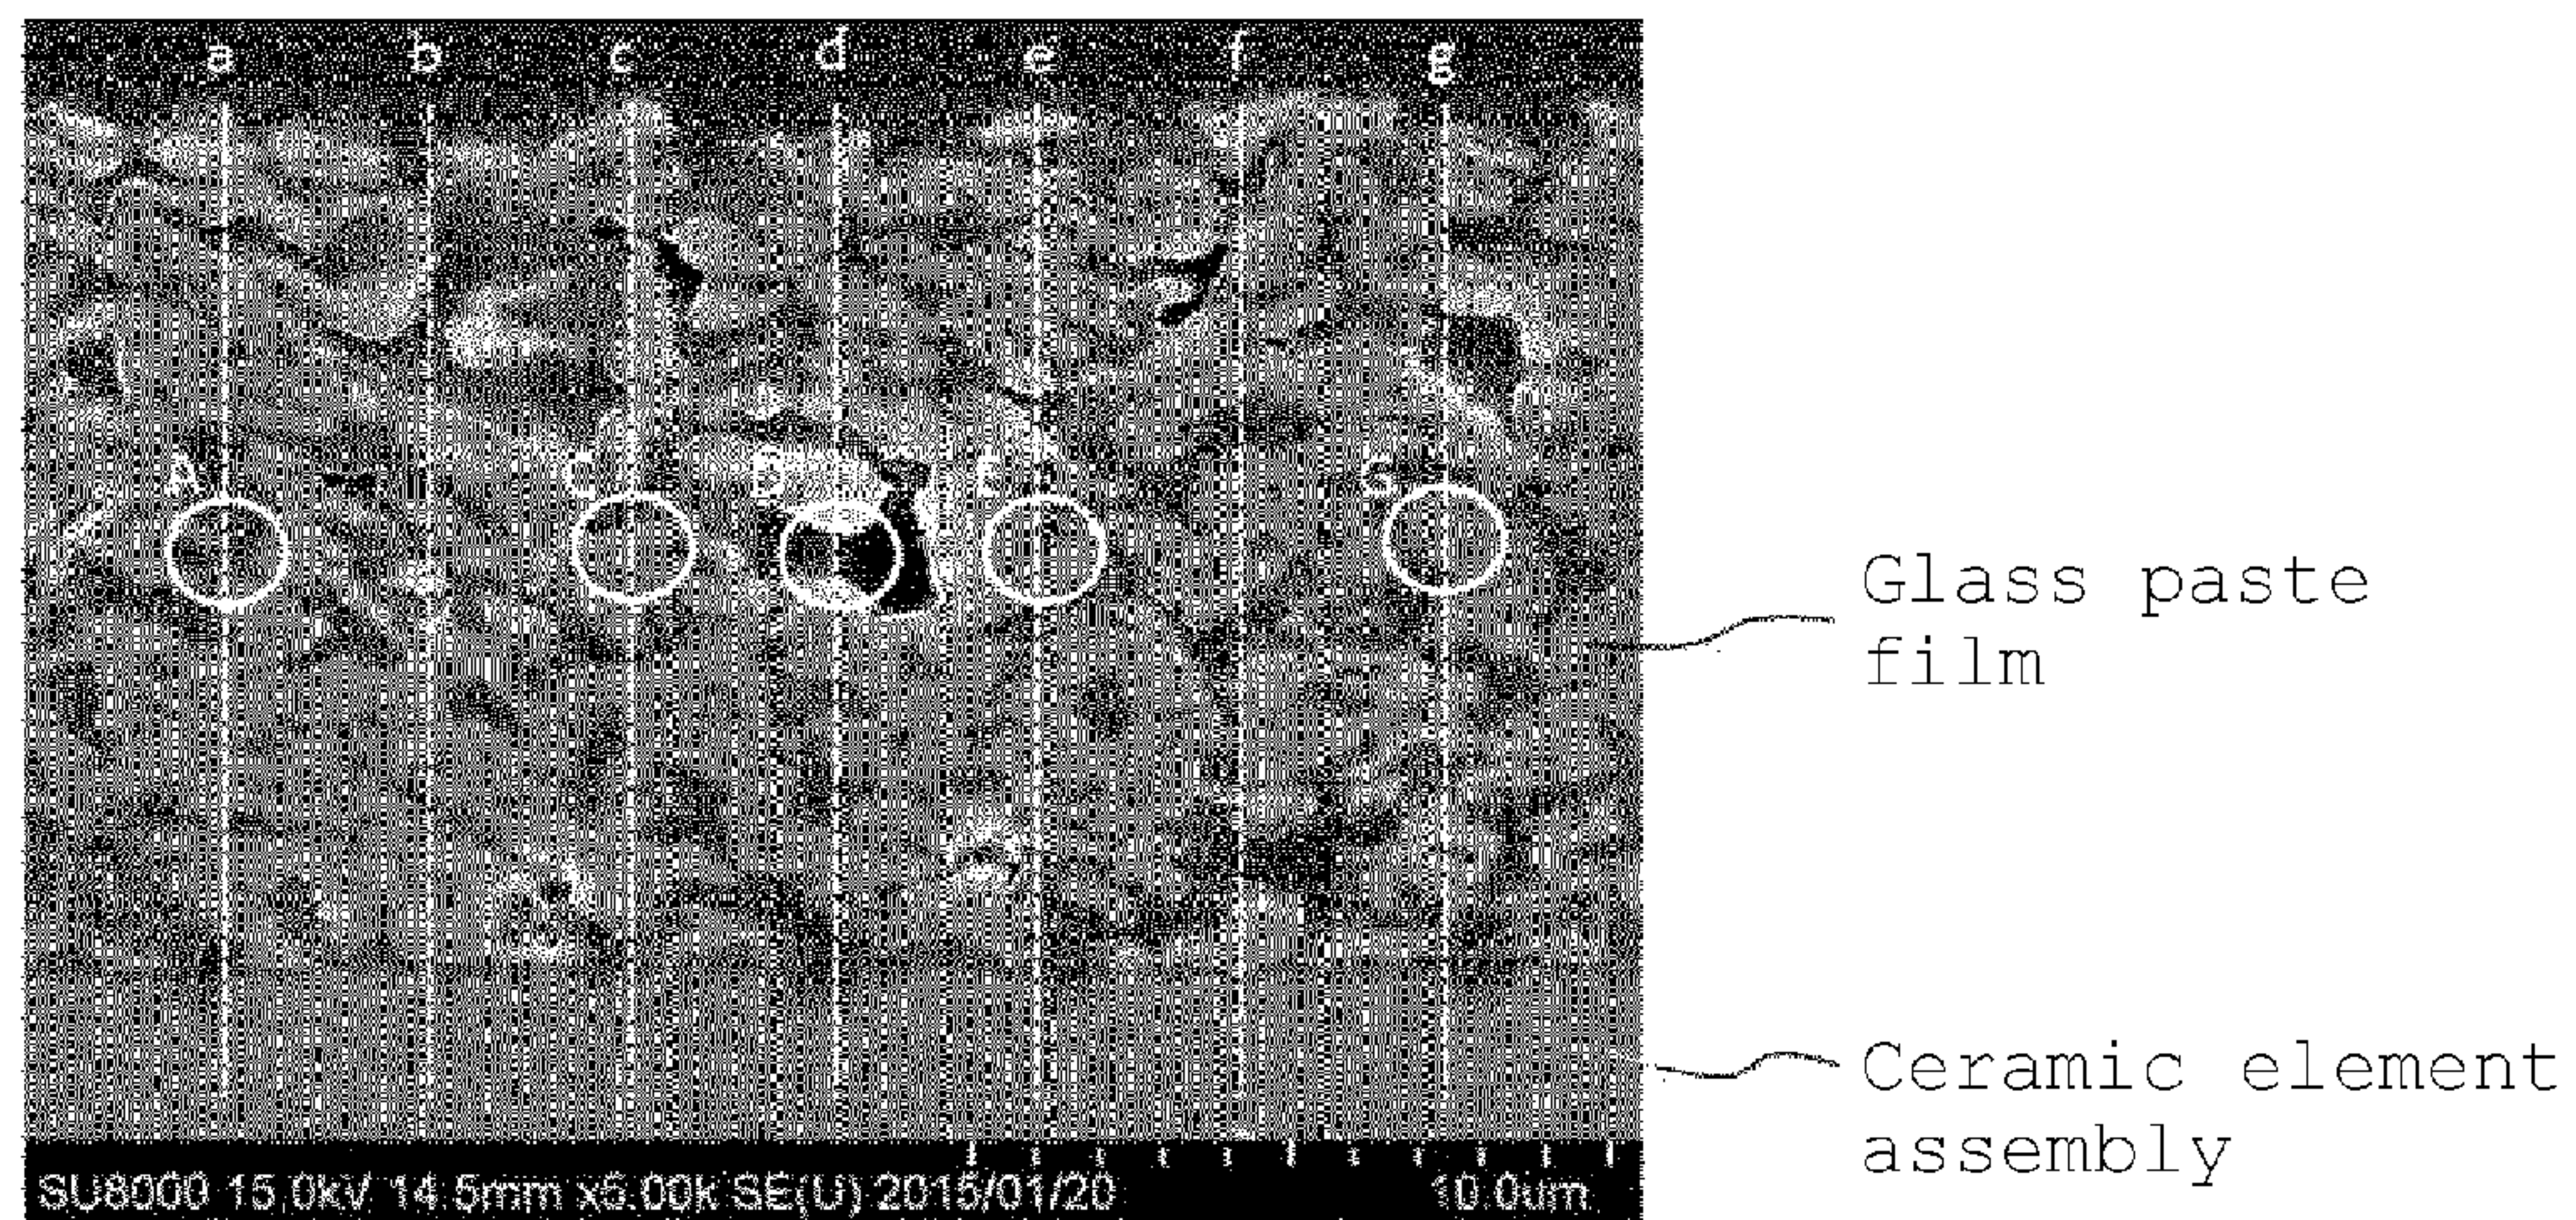 a b c d e f g
A C D E G
Glass paste
film
Ceramic element
assembly
SU8000 15.0kV 14.5mm x5.00k SE(U) 2015/01/20 10.0um